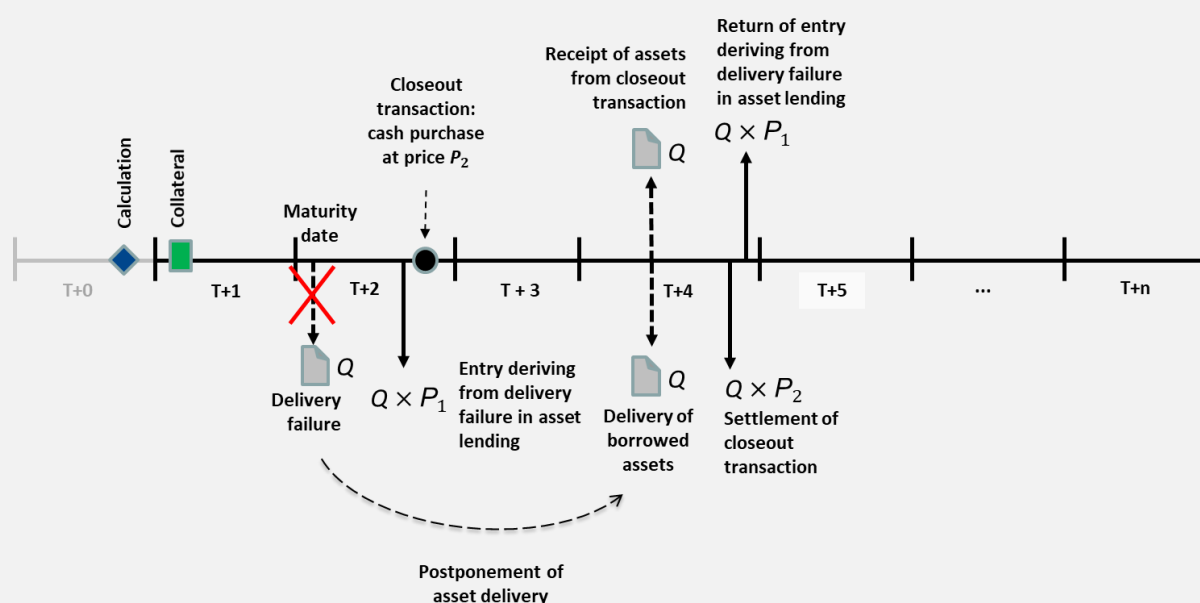 Calculation
Collateral
Maturity
date
Closeout
transaction:
cash purchase
at price P₂
Receipt of assets
from closeout
transaction
Q
Return of entry
deriving from
delivery failure
in asset lending
Q × P₁
T+0
T+1
T+2
T + 3
T+4
T+5
...
T+n
Q
Delivery
failure
Q × P₁
Entry deriving
from delivery
failure in asset
lending
Q
Delivery of
borrowed
assets
Q × P₂
Settlement of
closeout
transaction
Postponement of
asset delivery